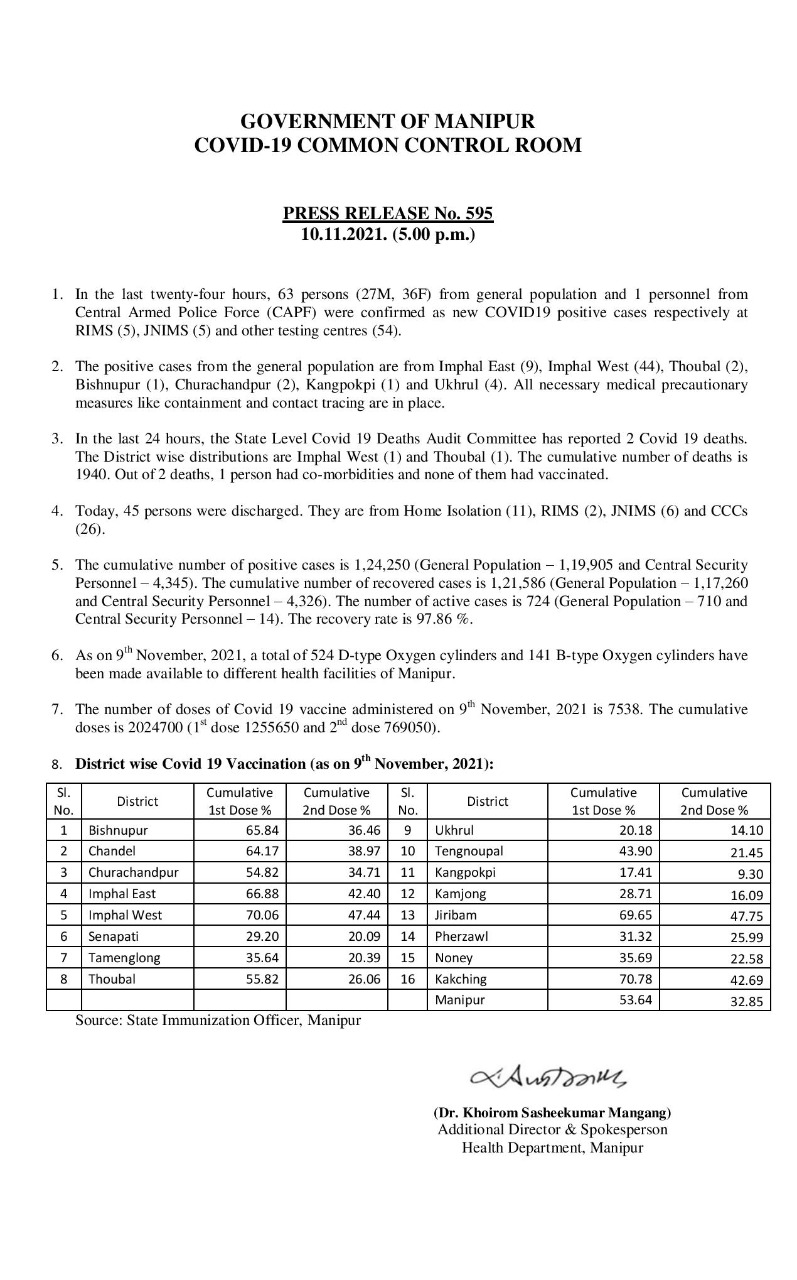 GOVERNMENT OF MANIPUR
COVID-19 COMMON CONTROL ROOM
PRESS RELEASE No. 595
10.11.2021. (5.00 p.m.)
1. In the last twenty-four hours, 63 persons (27M, 36F) from general population and 1 personnel from
Central Armed Police Force (CAPF) were confirmed as new COVID19 positive cases respectively at
RIMS (5), JNIMS (5) and other testing centres (54).
2. The positive cases from the general population are from Imphal East (9), Imphal West (44), Thoubal (2),
Bishnupur (1), Churachandpur (2), Kangpokpi (1) and Ukhrul (4). All necessary medical precautionary
measures like containment and contact tracing are in place.
3. In the last 24 hours, the State Level Covid 19 Deaths Audit Committee has reported 2 Covid 19 deaths.
The District wise distributions are Imphal West (1) and Thoubal (1). The cumulative number of deaths is
1940. Out of 2 deaths, 1 person had co-morbidities and none of them had vaccinated.
4. Today, 45 persons were discharged. They are from Home Isolation (11), RIMS (2), JNIMS (6) and CCCs
(26).
5. The cumulative number of positive cases is 1,24,250 (General Population – 1,19,905 and Central Security
Personnel – 4,345). The cumulative number of recovered cases is 1,21,586 (General Population – 1,17,260
and Central Security Personnel – 4,326). The number of active cases is 724 (General Population – 710 and
Central Security Personnel – 14). The recovery rate is 97.86 %.
6. As on 9th November, 2021, a total of 524 D-type Oxygen cylinders and 141 B-type Oxygen cylinders have
been made available to different health facilities of Manipur.
7. The number of doses of Covid 19 vaccine administered on 9th November, 2021 is 7538. The cumulative
doses is 2024700 (1st dose 1255650 and 2nd dose 769050).
8. District wise Covid 19 Vaccination (as on 9th November, 2021):
Sl. No. District Cumulative 1st Dose % Cumulative 2nd Dose % Sl. No. District Cumulative 1st Dose % Cumulative 2nd Dose %
1 Bishnupur 65.84 36.46 9 Ukhrul 20.18 14.10
2 Chandel 64.17 38.97 10 Tengnoupal 43.90 21.45
3 Churachandpur 54.82 34.71 11 Kangpokpi 17.41 9.30
4 Imphal East 66.88 42.40 12 Kamjong 28.71 16.09
5 Imphal West 70.06 47.44 13 Jiribam 69.65 47.75
6 Senapati 29.20 20.09 14 Pherzawl 31.32 25.99
7 Tamenglong 35.64 20.39 15 Noney 35.69 22.58
8 Thoubal 55.82 26.06 16 Kakching 70.78 42.69
Manipur 53.64 32.85
Source: State Immunization Officer, Manipur
(Dr. Khoirom Sasheekumar Mangang)
Additional Director & Spokesperson
Health Department, Manipur